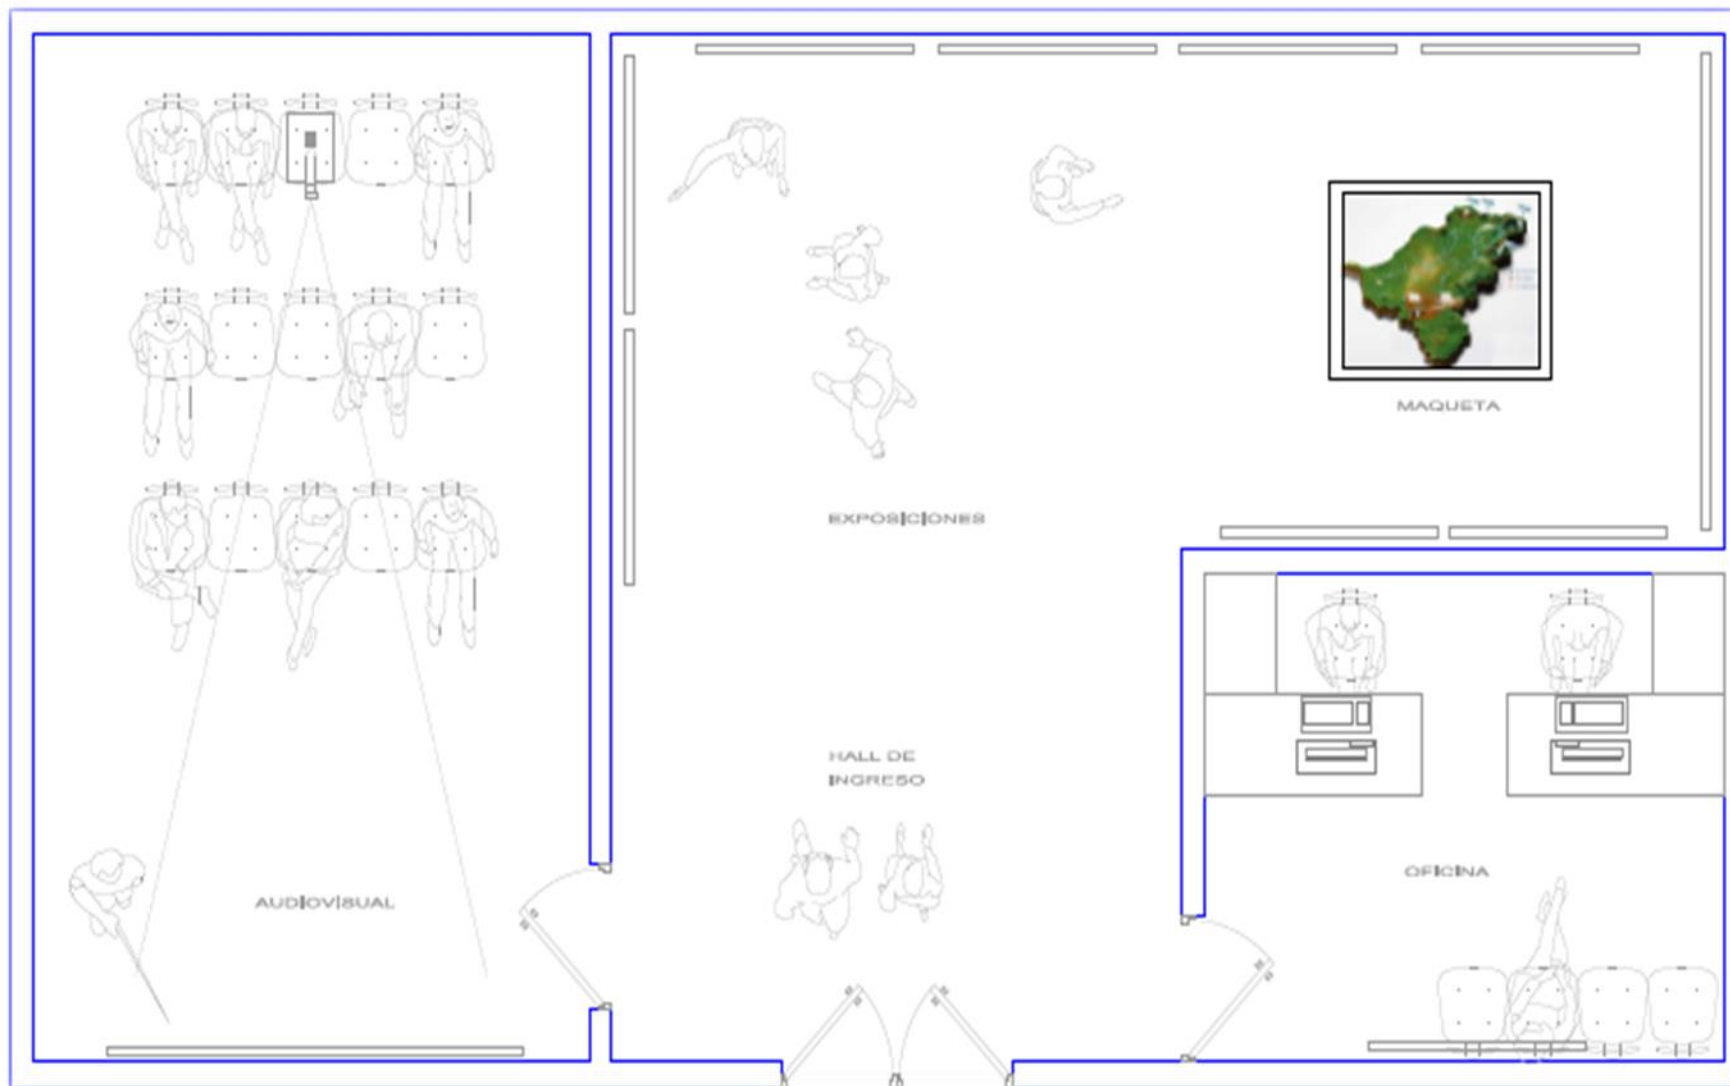 MAQUETA
EXPOSICIONES
HALL DE
INGRESO
OFICINA
AUDIOVISUAL